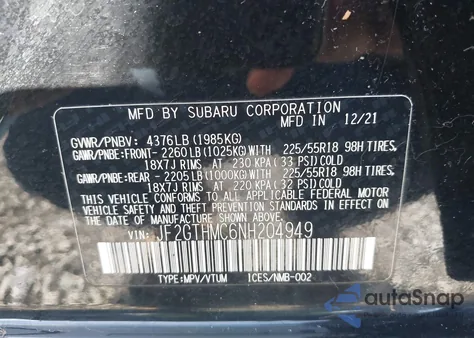 MFD BY SUBARU CORPORATION
MFD IN 12/21
GVWR/PNBV: 4376LB (1985KG)
GAWR/PNBE:FRONT- 2260LB (1025KG) WITH 225/55R18 98H TIRES,
18X7J RIMS, AT 230 KPA (33 PSI) COLD
GAWR/PNBE:REAR - 2205LB (1000KG) WITH 225/55R18 98H TIRES,
18X7J RIMS, AT 220 KPA (32 PSI) COLD
THIS VEHICLE CONFORMS TO ALL APPLICABLE FEDERAL MOTOR
VEHICLE SAFETY, BUMPER, AND THEFT PREVENTION STANDARDS IN
EFFECT ON THE DATE OF MANUFACTURE SHOWN ABOVE.
VIN: JF2GTHMC6NH204949
TYPE:MPV/VTUM ICES/NMB-002
autoSnap